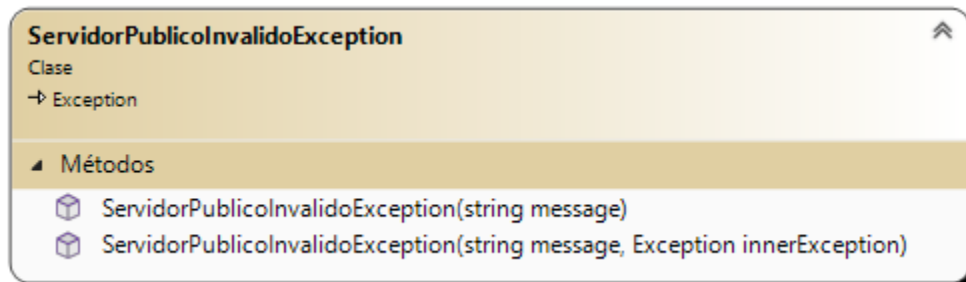 ServidorPublicoInvalidoException
Clase
Exception
Métodos
ServidorPublicoInvalidoException(string message)
ServidorPublicoInvalidoException(string message, Exception innerException)